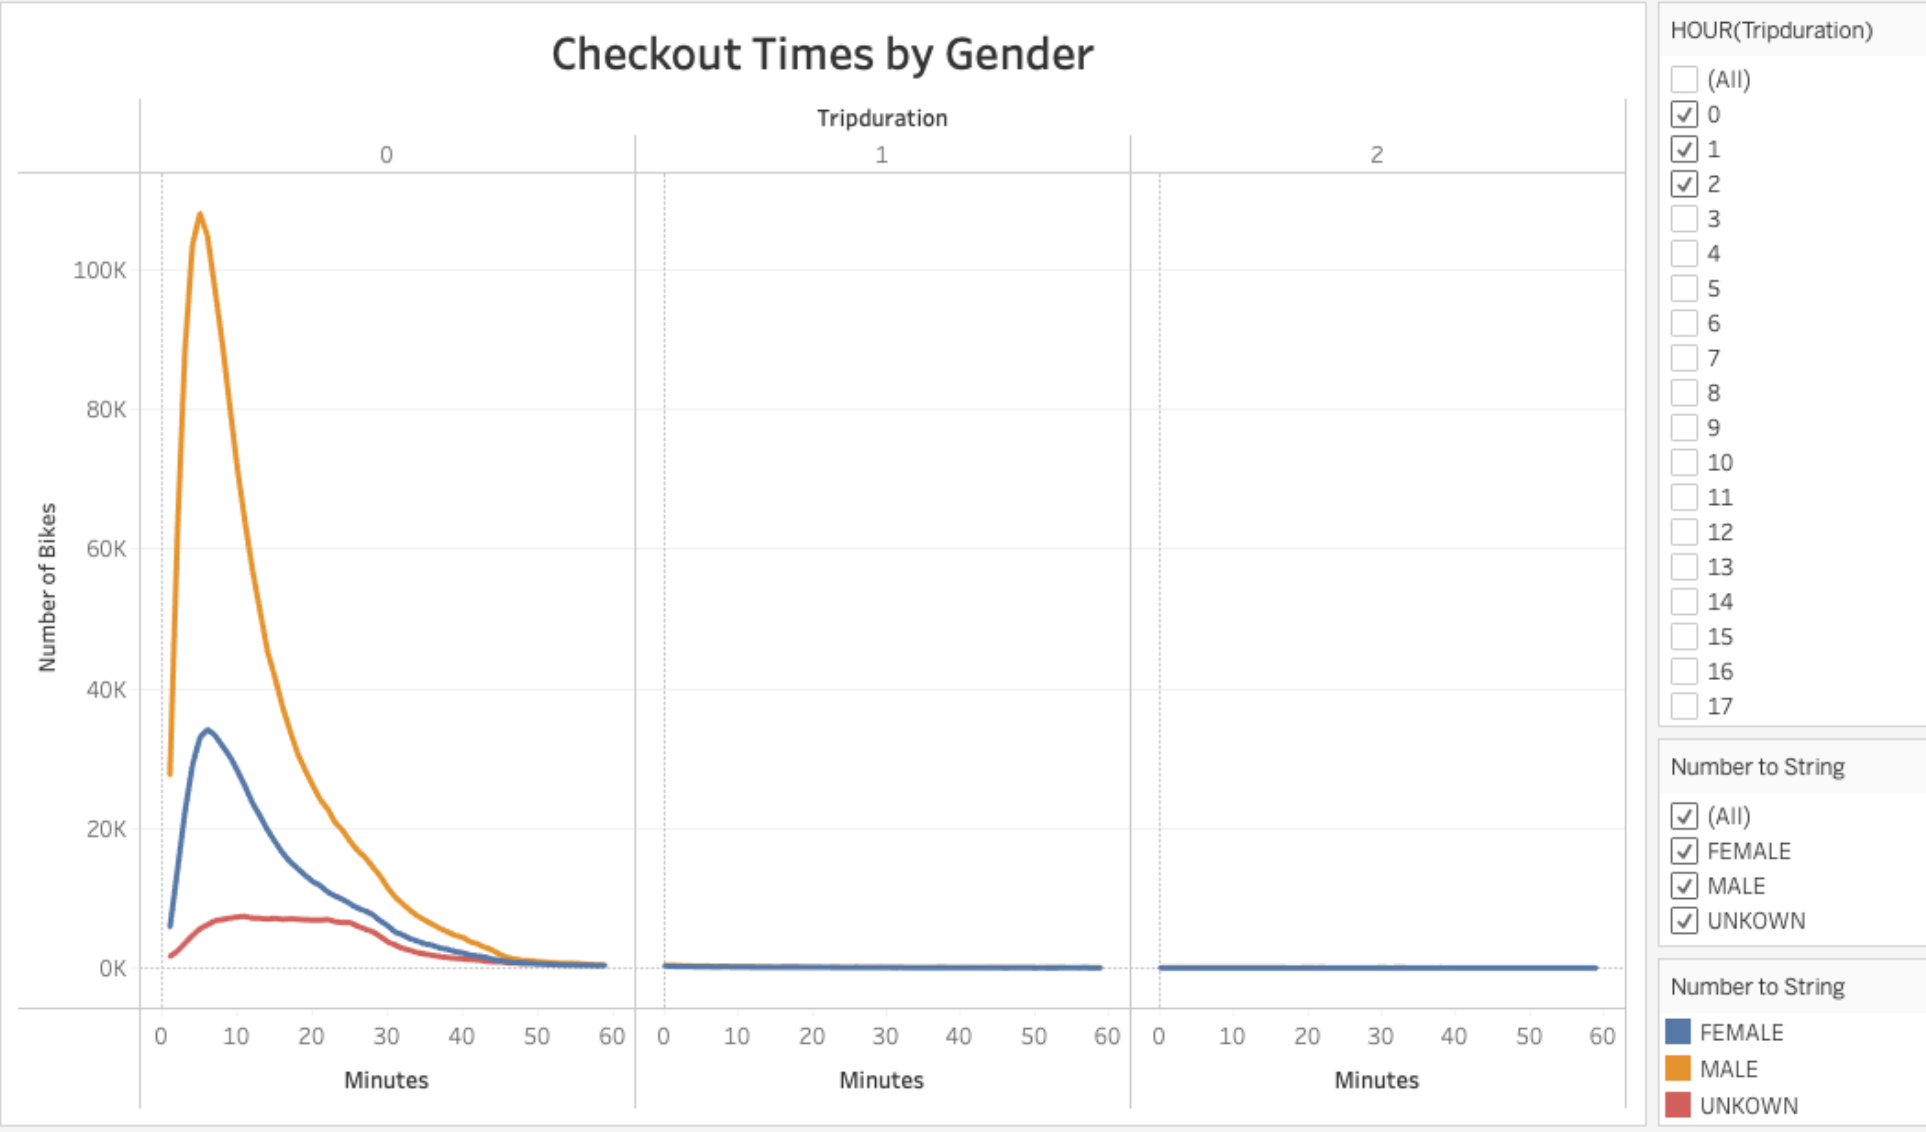 Checkout Times by Gender
Tripduration
0 1 2
100K
80K
60K
40K
20K
0K
Number of Bikes
0 10 20 30 40 50 60 0 10 20 30 40 50 60 0 10 20 30 40 50 60
Minutes Minutes Minutes
HOUR(Tripduration)
(All)
0
1
2
3
4
5
6
7
8
9
10
11
12
13
14
15
16
17
Number to String
(All)
FEMALE
MALE
UNKOWN
Number to String
FEMALE
MALE
UNKOWN